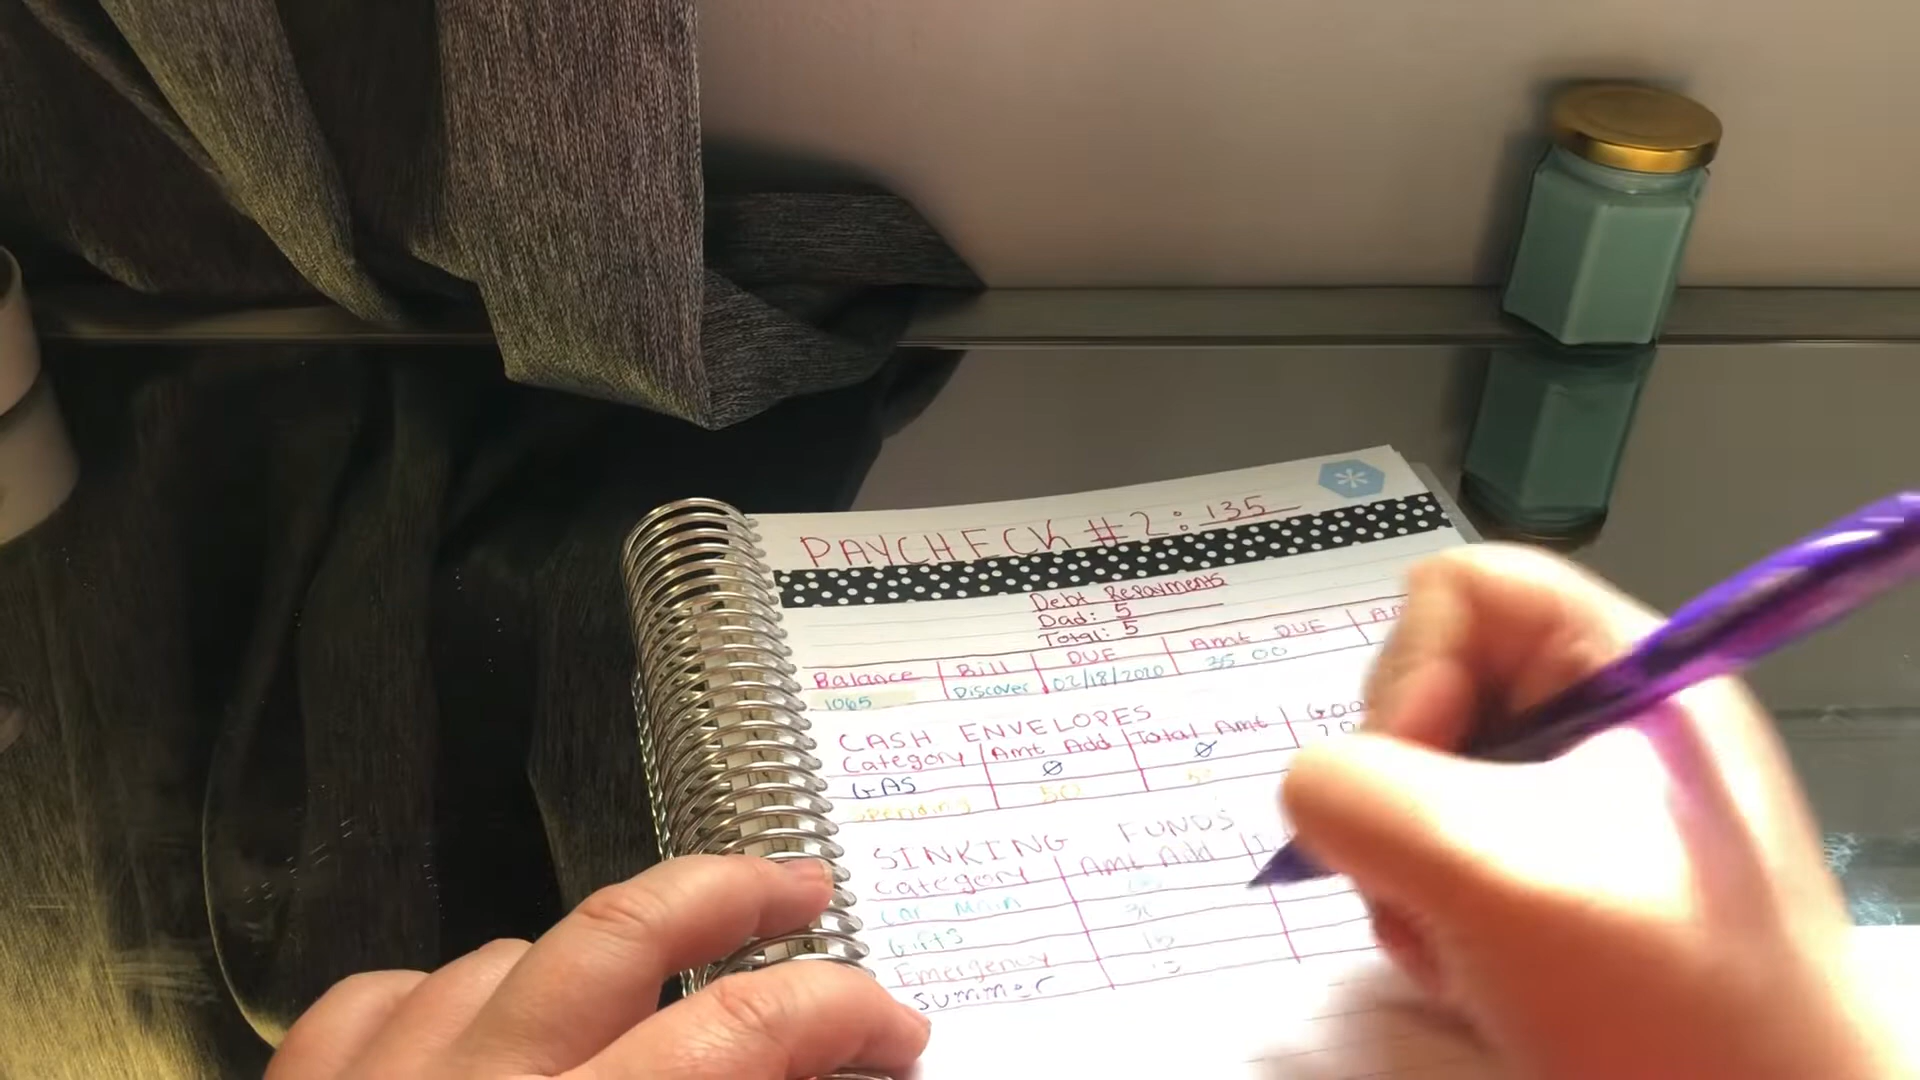 PAYCHECK #2: 135
Debt Repayments
Dad: 5
Total: 5
Balance Bill DUE Amt DUE
1065 Discover 02/18/2020 35 00
CASH ENVELOPES
Category Amt Add Total Amt
GAS Ø Ø
Spending 50
SINKING FUNDS
Category Amt Add
Car Main
Gifts
Emergency
Summer